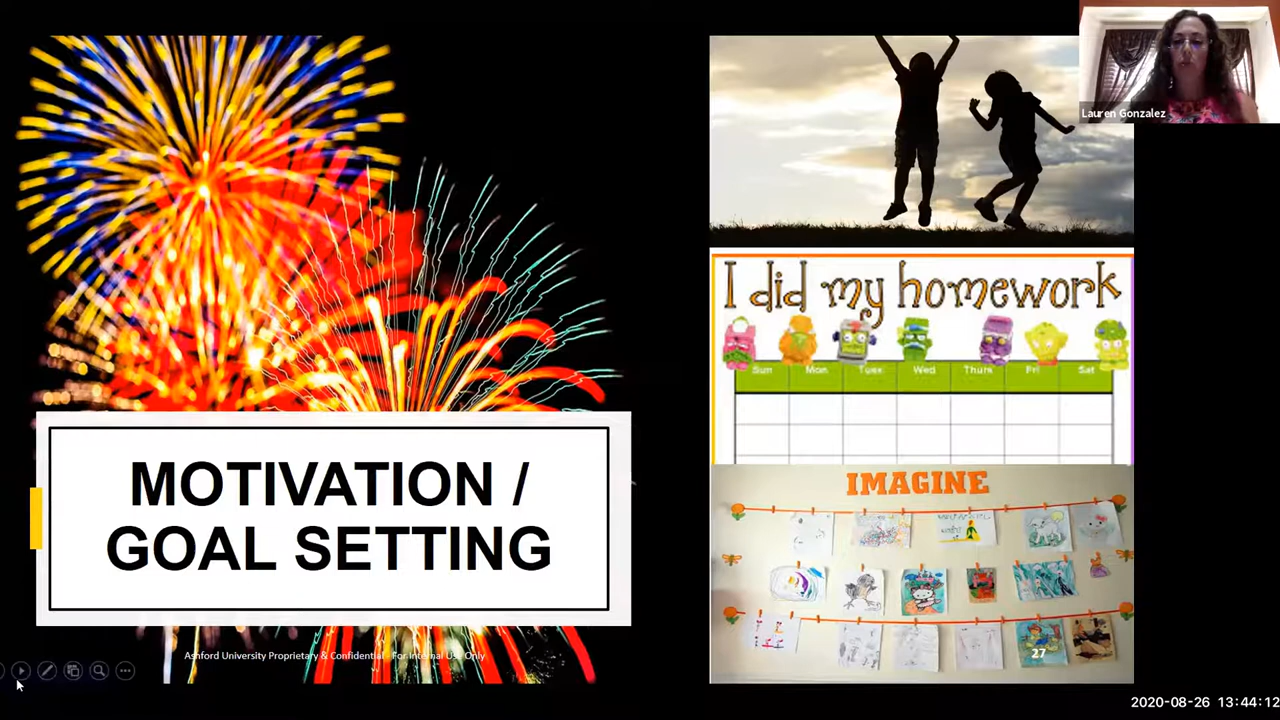 MOTIVATION /
GOAL SETTING
Ashford University Proprietary & Confidential - For Internal Use Only
Lauren Gonzalez
I did my homework
Sun Mon Tues Wed Thurs Fri Sat
IMAGINE
27
2020-08-26 13:44:12